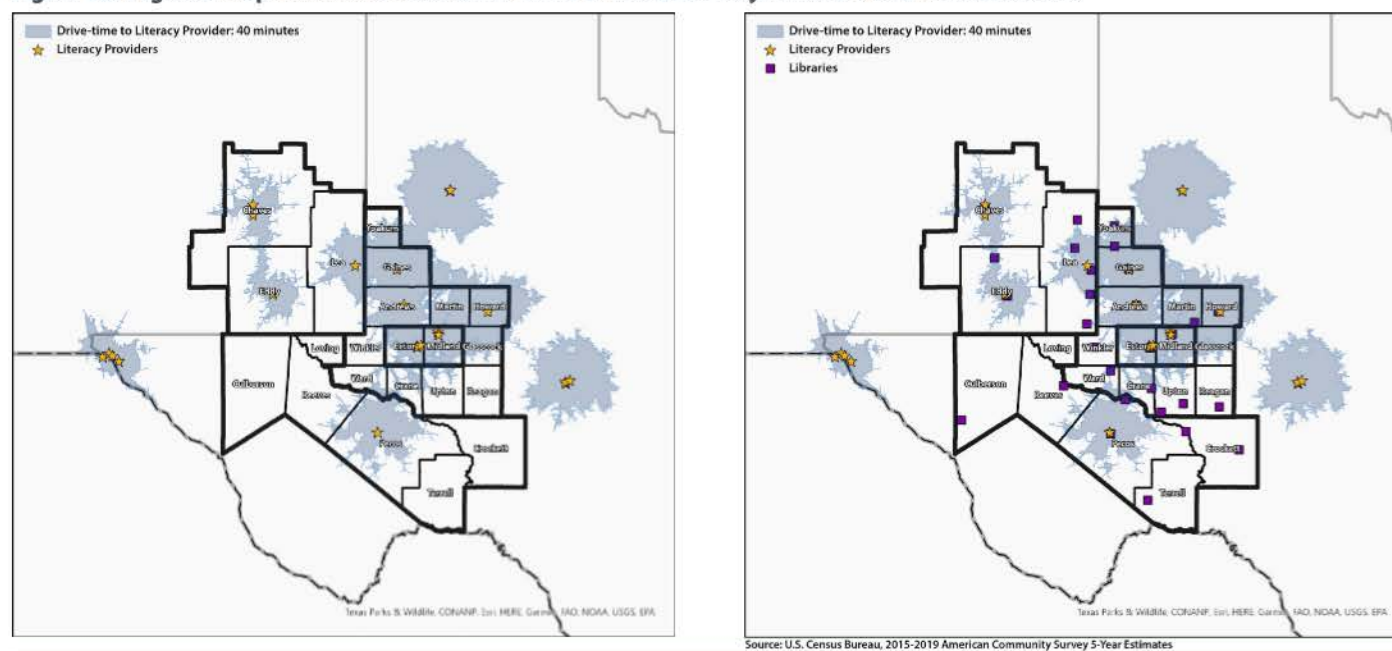 Drive-time to Literacy Provider: 40 minutes
Literacy Providers
Chaves
Yoakum
Lea
Gaines
Eddy
Andrews
Martin
Howard
Loving
Winkler
Ector
Midland
Glasscock
Culberson
Reeves
Ward
Crane
Upton
Reagan
Pecos
Crockett
Terrell
Texas Parks & Wildlife, CONANP, Esri, HERE, Garmin, FAO, NOAA, USGS, EPA
Drive-time to Literacy Provider: 40 minutes
Literacy Providers
Libraries
Chaves
Yoakum
Lea
Gaines
Eddy
Andrews
Martin
Howard
Loving
Winkler
Ector
Midland
Glasscock
Culberson
Reeves
Ward
Crane
Upton
Reagan
Pecos
Crockett
Terrell
Texas Parks & Wildlife, CONANP, Esri, HERE, Garmin, FAO, NOAA, USGS, EPA
Source: U.S. Census Bureau, 2015-2019 American Community Survey 5-Year Estimates